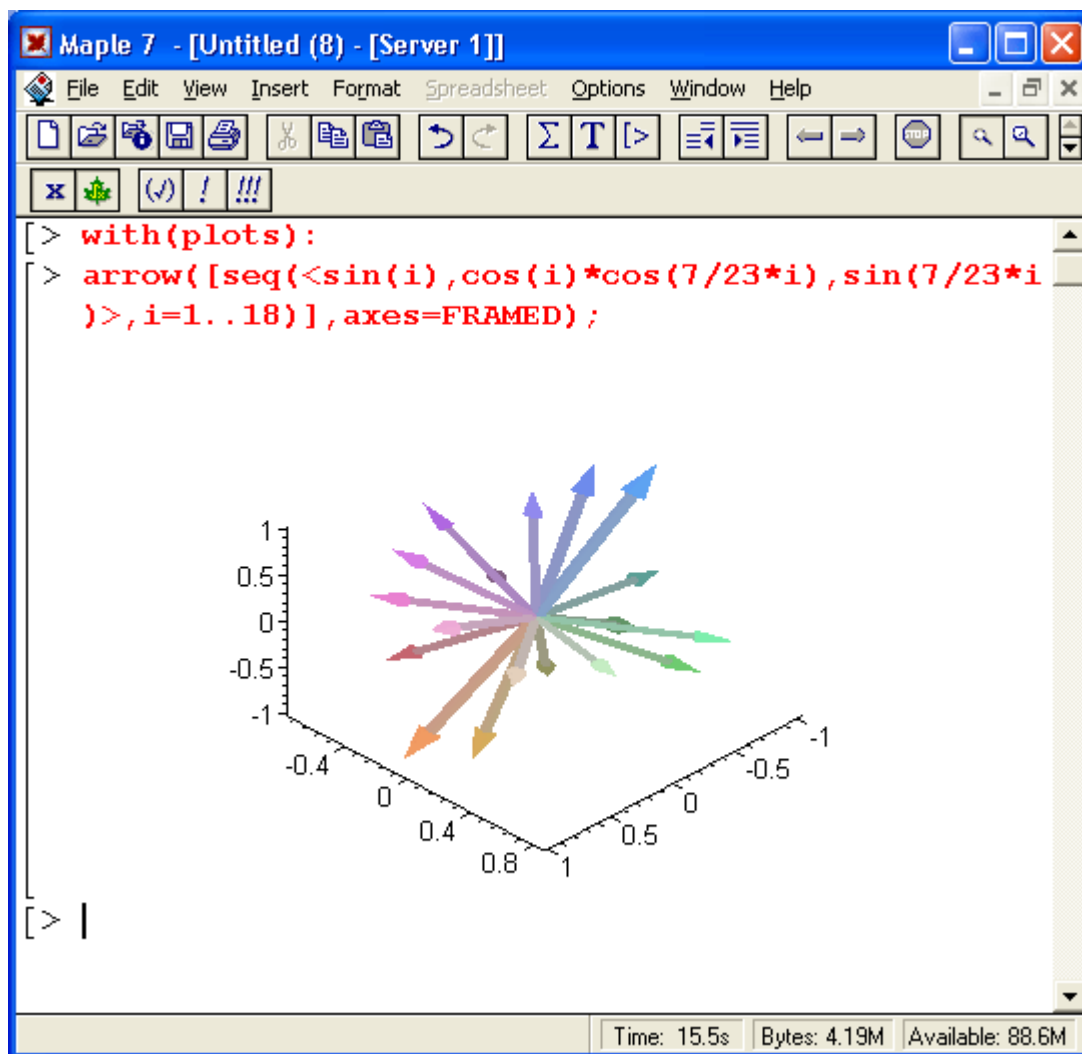 Maple 7 - [Untitled (8) - [Server 1]]
File Edit View Insert Format Spreadsheet Options Window Help
Σ T [>
STOP
x (√) ! !!!
[> with(plots):
[> arrow([seq(<sin(i),cos(i)*cos(7/23*i),sin(7/23*i
)>,i=1..18)],axes=FRAMED);
1
0.5
0
-0.5
-1
-0.4
0
0.4
0.8
1
0.5
0
-0.5
-1
[>
Time: 15.5s Bytes: 4.19M Available: 88.6M